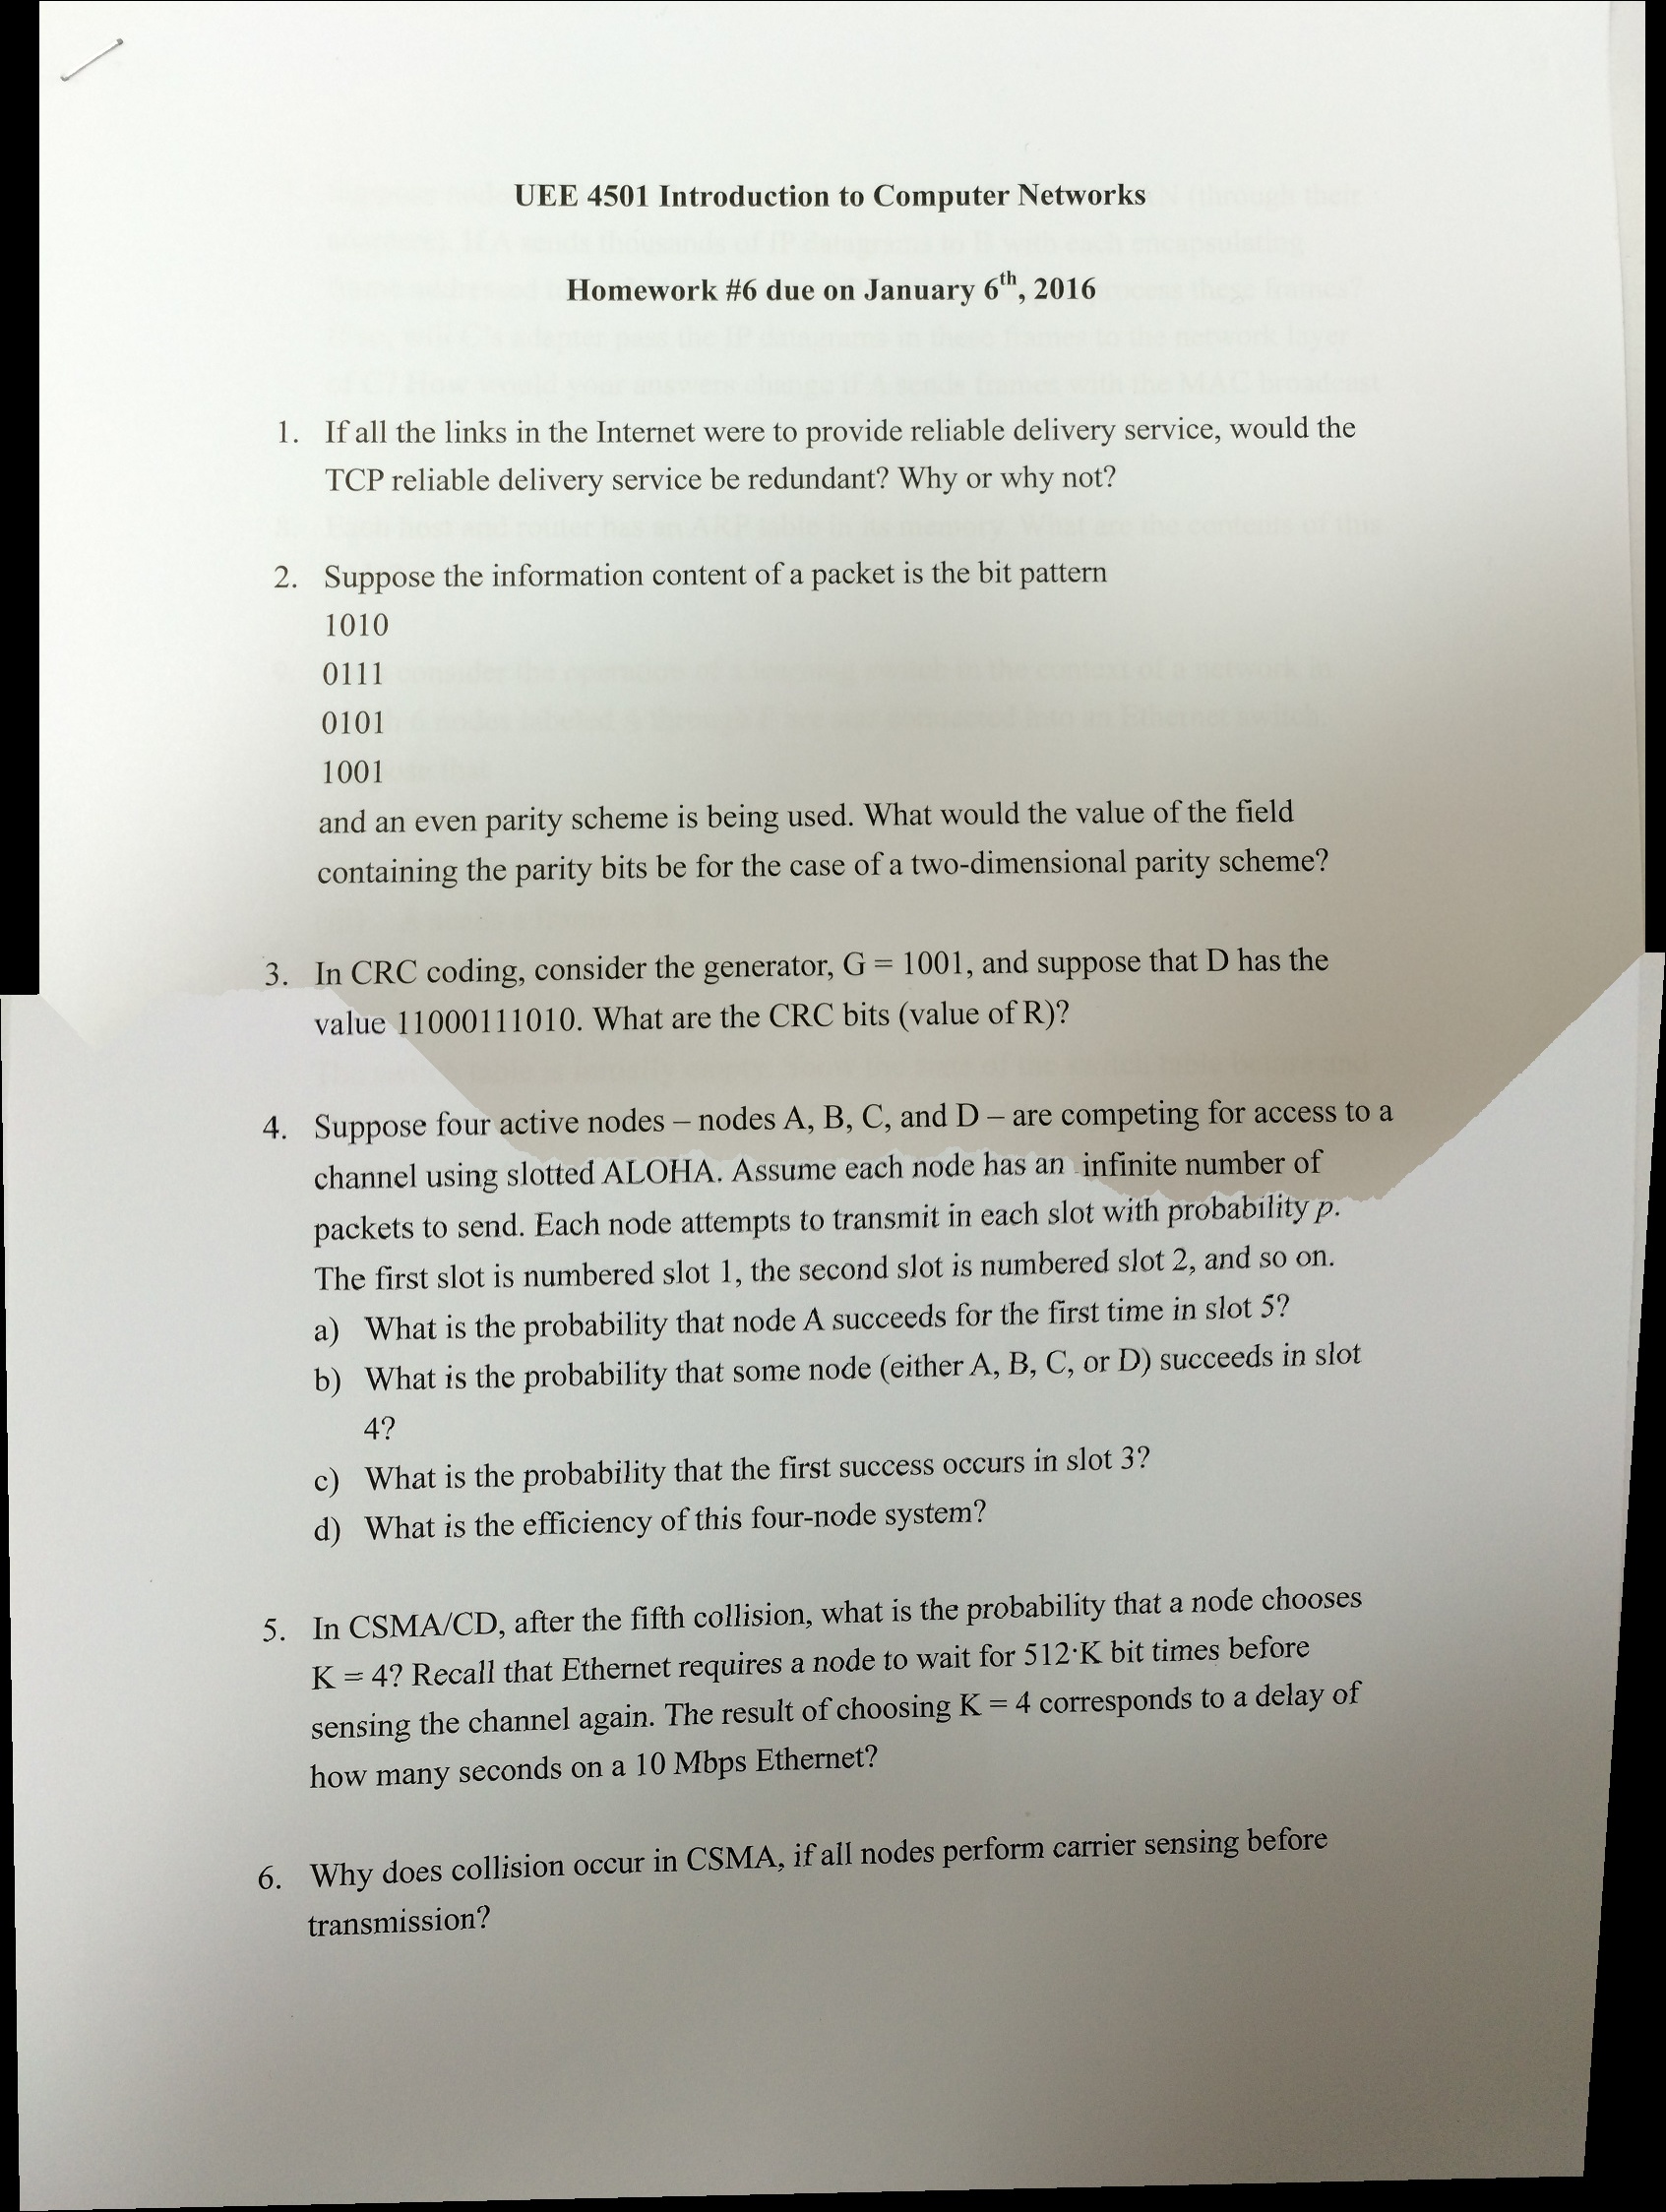 UEE 4501 Introduction to Computer Networks
Homework #6 due on January 6th, 2016
1. If all the links in the Internet were to provide reliable delivery service, would the
TCP reliable delivery service be redundant? Why or why not?
2. Suppose the information content of a packet is the bit pattern
1010
0111
0101
1001
and an even parity scheme is being used. What would the value of the field
containing the parity bits be for the case of a two-dimensional parity scheme?
3. In CRC coding, consider the generator, G = 1001, and suppose that D has the
value 11000111010. What are the CRC bits (value of R)?
4. Suppose four active nodes – nodes A, B, C, and D – are competing for access to a
channel using slotted ALOHA. Assume each node has an infinite number of
packets to send. Each node attempts to transmit in each slot with probability p.
The first slot is numbered slot 1, the second slot is numbered slot 2, and so on.
a) What is the probability that node A succeeds for the first time in slot 5?
b) What is the probability that some node (either A, B, C, or D) succeeds in slot
4?
c) What is the probability that the first success occurs in slot 3?
d) What is the efficiency of this four-node system?
5. In CSMA/CD, after the fifth collision, what is the probability that a node chooses
K = 4? Recall that Ethernet requires a node to wait for 512·K bit times before
sensing the channel again. The result of choosing K = 4 corresponds to a delay of
how many seconds on a 10 Mbps Ethernet?
6. Why does collision occur in CSMA, if all nodes perform carrier sensing before
transmission?